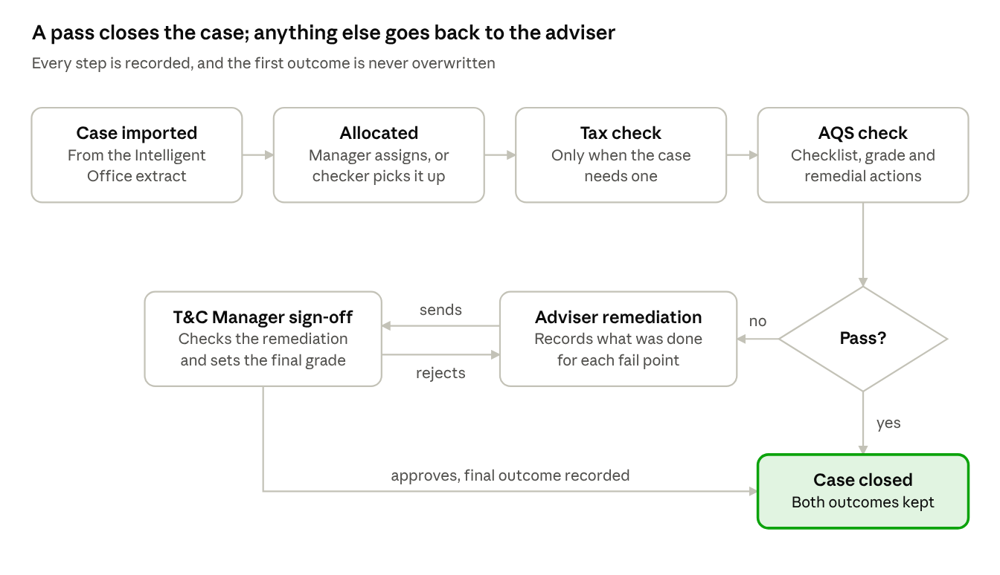 A pass closes the case; anything else goes back to the adviser
Every step is recorded, and the first outcome is never overwritten
Case imported
From the Intelligent
Office extract
Allocated
Manager assigns, or
checker picks it up
Tax check
Only when the case
needs one
AQS check
Checklist, grade and
remedial actions
T&C Manager sign-off
Checks the remediation
and sets the final grade
sends
rejects
Adviser remediation
Records what was done
for each fail point
no
Pass?
yes
approves, final outcome recorded
Case closed
Both outcomes kept